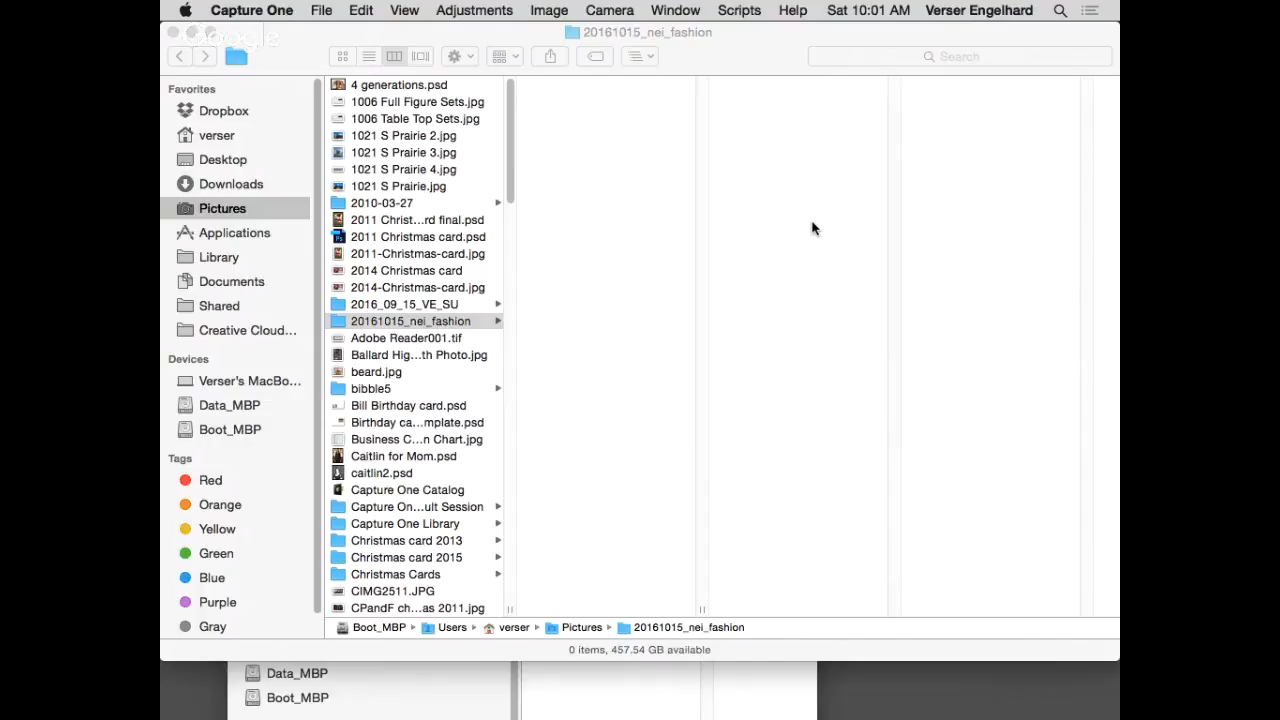 Capture One File Edit View Adjustments Image Camera Window Scripts Help Sat 10:01 AM Verser Engelhard
Google
20161015_nei_fashion
Search
Favorites
Dropbox
verser
Desktop
Downloads
Pictures
Applications
Library
Documents
Shared
Creative Cloud...
Devices
Verser's MacBo...
Data_MBP
Boot_MBP
Tags
Red
Orange
Yellow
Green
Blue
Purple
Gray
4 generations.psd
1006 Full Figure Sets.jpg
1006 Table Top Sets.jpg
1021 S Prairie 2.jpg
1021 S Prairie 3.jpg
1021 S Prairie 4.jpg
1021 S Prairie.jpg
2010-03-27
2011 Christ...rd final.psd
2011 Christmas card.psd
2011-Christmas-card.jpg
2014 Christmas card
2014-Christmas-card.jpg
2016_09_15_VE_SU
20161015_nei_fashion
Adobe Reader001.tif
Ballard Hig...th Photo.jpg
beard.jpg
bibble5
Bill Birthday card.psd
Birthday ca...mplate.psd
Business C...n Chart.jpg
Caitlin for Mom.psd
caitlin2.psd
Capture One Catalog
Capture On...ult Session
Capture One Library
Christmas card 2013
Christmas card 2015
Christmas Cards
CIMG2511.JPG
CPandF ch...as 2011.jpg
Boot_MBP Users verser Pictures 20161015_nei_fashion
0 items, 457.54 GB available
Data_MBP
Boot_MBP